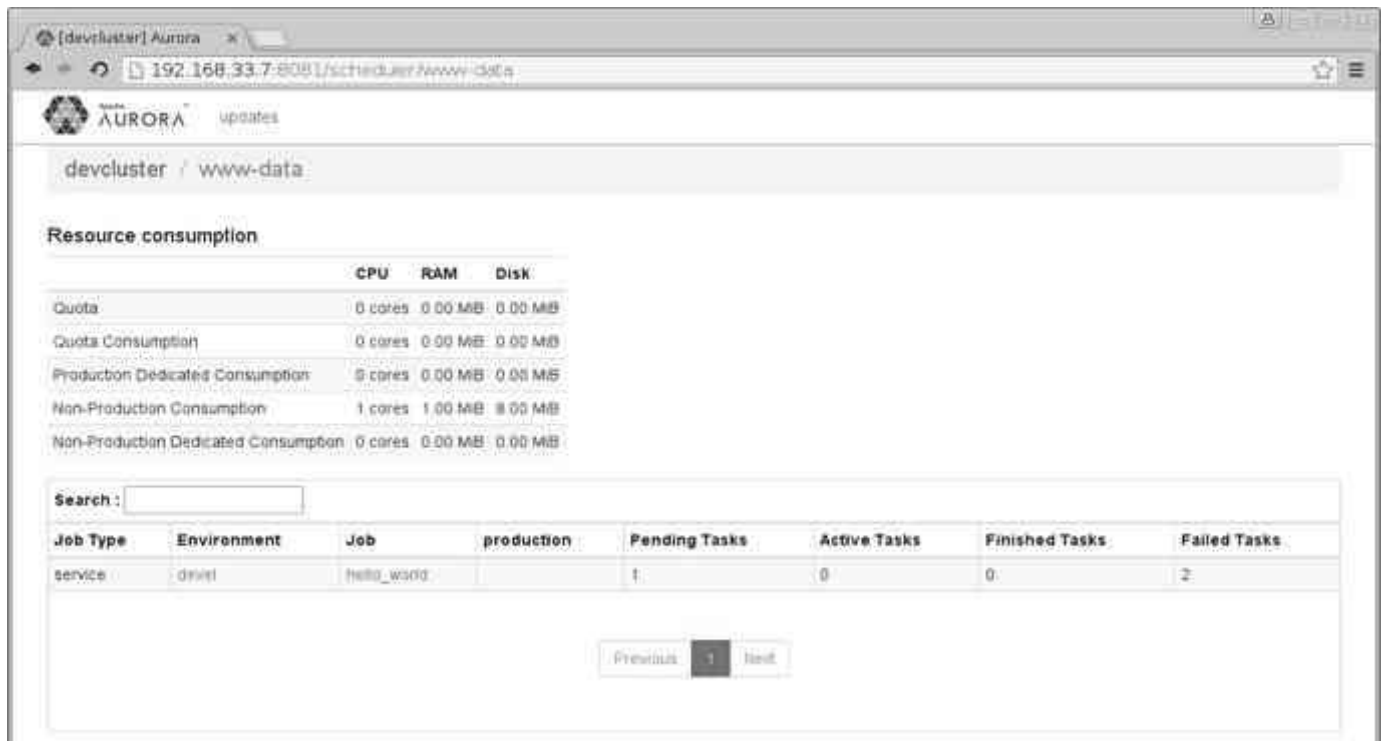 [devcluster] Aurora
192.168.33.7:8081/scheduler/www-data
APACHE AURORA™ updates
devcluster / www-data
Resource consumption
CPU RAM Disk
Quota 0 cores 0.00 MiB 0.00 MiB
Quota Consumption 0 cores 0.00 MiB 0.00 MiB
Production Dedicated Consumption 0 cores 0.00 MiB 0.00 MiB
Non-Production Consumption 1 cores 1.00 MiB 8.00 MiB
Non-Production Dedicated Consumption 0 cores 0.00 MiB 0.00 MiB
Search :
Job Type Environment Job production Pending Tasks Active Tasks Finished Tasks Failed Tasks
service devel hello_world 1 0 0 2
Previous 1 Next